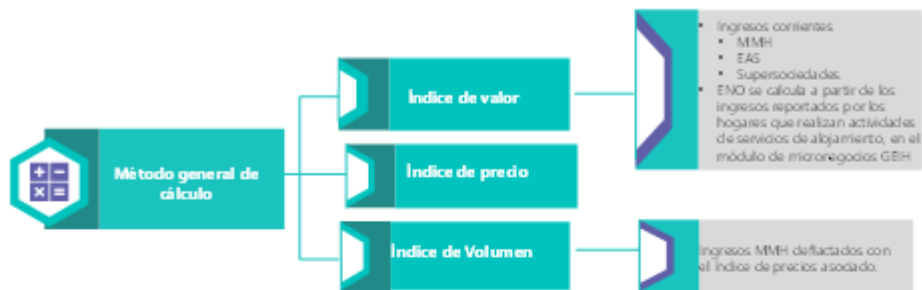 Método general de
cálculo
Índice de valor
Índice de precio
Índice de Volumen
• Ingresos corrientes
• MMH
• EAS
• Supersociedades.
• ENO se calcula a partir de los
ingresos reportados por los
hogares que realizan actividades
de servicios de alojamiento, en el
módulo de micronegocios GEIH
Ingresos MMH deflactados con
el índice de precios asociado.